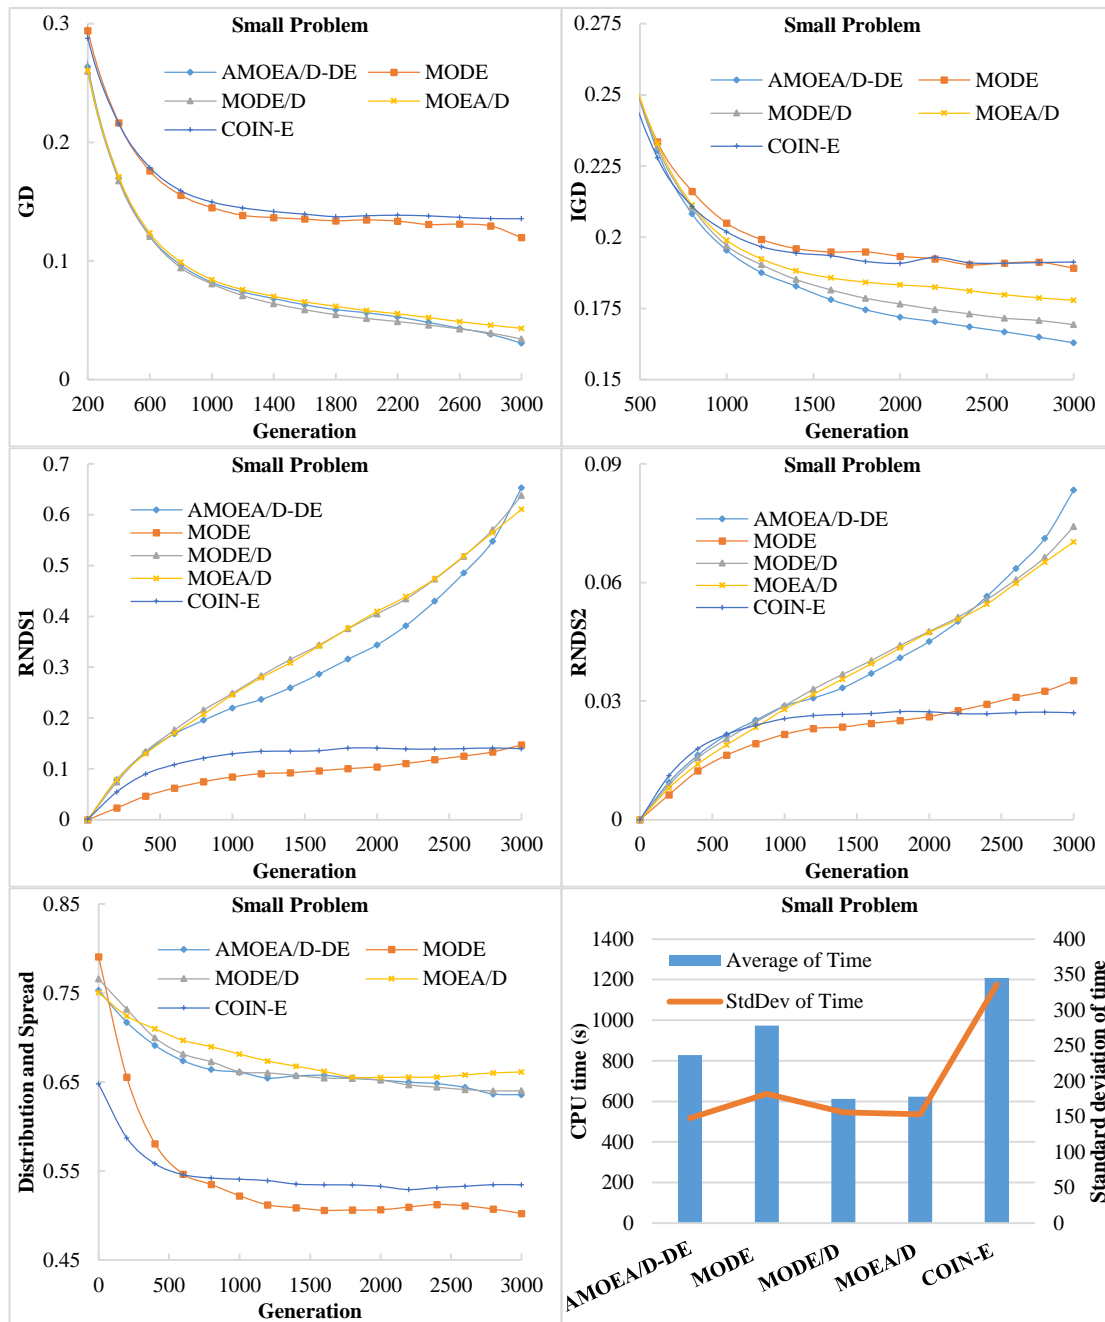 Small Problem
0.3
0.2
0.1
0
GD
AMOEA/D-DE MODE
MODE/D MOEA/D
COIN-E
200 600 1000 1400 1800 2200 2600 3000
Generation
Small Problem
0.275
0.25
0.225
0.2
0.175
0.15
IGD
AMOEA/D-DE MODE
MODE/D MOEA/D
COIN-E
500 1000 1500 2000 2500 3000
Generation
Small Problem
0.7
0.6
0.5
0.4
0.3
0.2
0.1
0
RNDS1
AMOEA/D-DE
MODE
MODE/D
MOEA/D
COIN-E
0 500 1000 1500 2000 2500 3000
Generation
Small Problem
0.09
0.06
0.03
0
RNDS2
AMOEA/D-DE
MODE
MODE/D
MOEA/D
COIN-E
0 500 1000 1500 2000 2500 3000
Generation
Small Problem
0.85
0.75
0.65
0.55
0.45
Distribution and Spread
AMOEA/D-DE MODE
MODE/D MOEA/D
COIN-E
0 500 1000 1500 2000 2500 3000
Generation
Small Problem
1400
1200
1000
800
600
400
200
0
CPU time (s)
Average of Time
StdDev of Time
400
350
300
250
200
150
100
50
0
Standard deviation of time
AMOEA/D-DE
MODE
MODE/D
MOEA/D
COIN-E